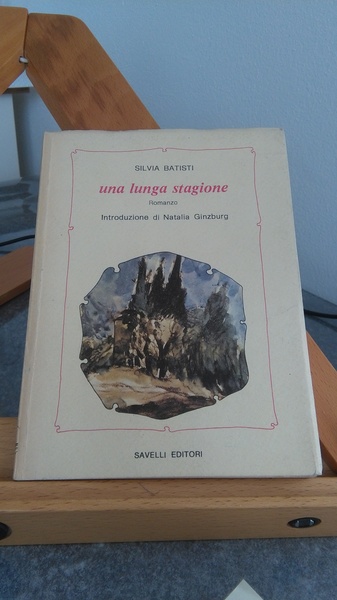 SILVIA BATISTI
una lunga stagione
Romanzo
Introduzione di Natalia Ginzburg
SAVELLI EDITORI